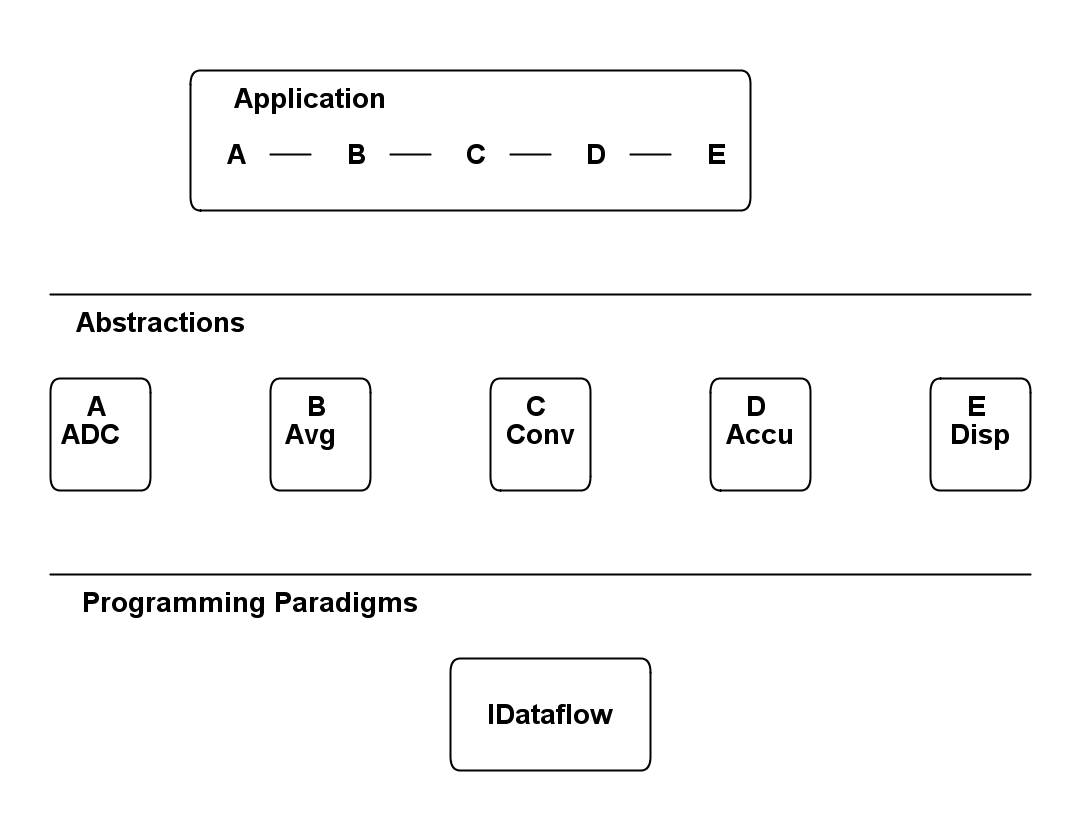 Application
A B C D E
Abstractions
A B C D E
ADC Avg Conv Accu Disp
Programming Paradigms
IDataflow